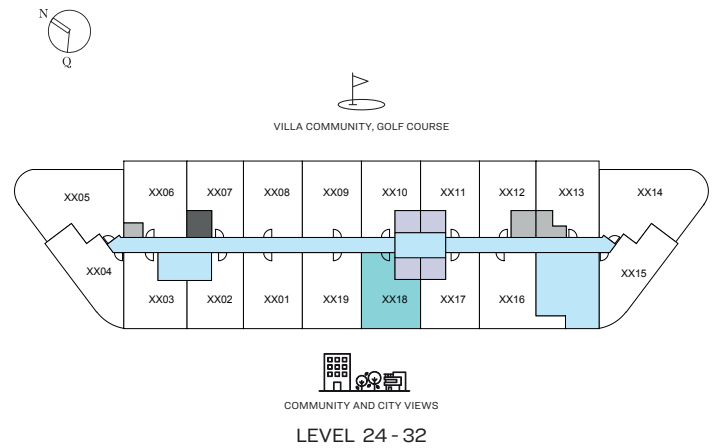 N
Q
VILLA COMMUNITY, GOLF COURSE
XX05
XX06
XX07
XX08
XX09
XX10
XX11
XX12
XX13
XX14
XX04
XX03
XX02
XX01
XX19
XX18
XX17
XX16
XX15
COMMUNITY AND CITY VIEWS
LEVEL 24 - 32